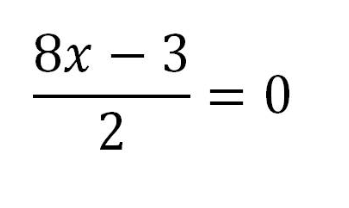 8x − 3
2
= 0